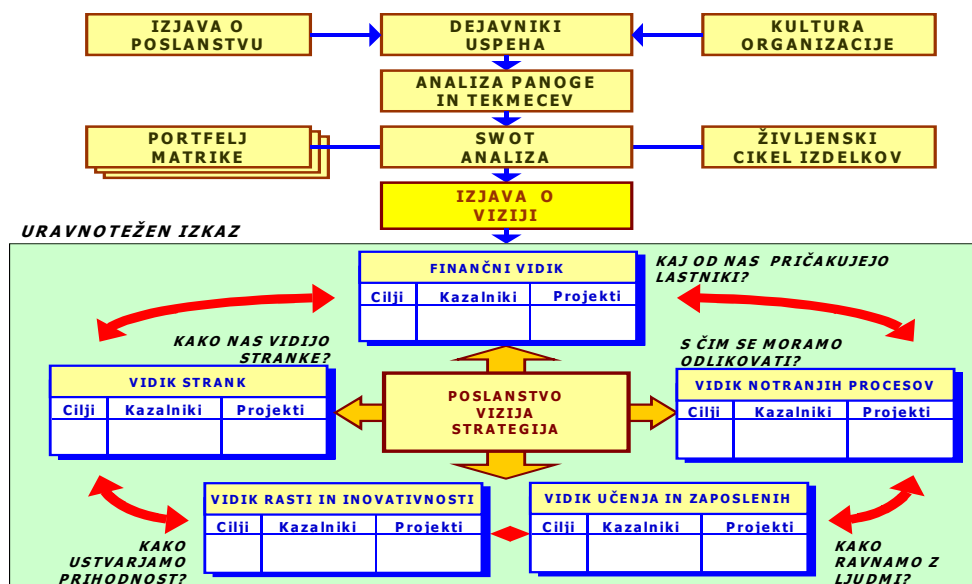 IZJAVA O
POSLANSTVU
DEJAVNIKI
USPEHA
KULTURA
ORGANIZACIJE
ANALIZA PANOGE
IN TEKMECEV
PORTFELJ
MATRIKE
SWOT
ANALIZA
ŽIVLJENSKI
CIKEL IZDELKOV
IZJAVA O
VIZIJI
URAVNOTEŽEN IZKAZ
FINANČNI VIDIK
Cilji Kazalniki Projekti
KAJ OD NAS PRIČAKUJEJO
LASTNIKI?
KAKO NAS VIDIJO
STRANKE?
S ČIM SE MORAMO
ODLIKOVATI?
VIDIK STRANK
Cilji Kazalniki Projekti
POSLANSTVO
VIZIJA
STRATEGIJA
VIDIK NOTRANJIH PROCESOV
Cilji Kazalniki Projekti
VIDIK RASTI IN INOVATIVNOSTI
Cilji Kazalniki Projekti
VIDIK UČENJA IN ZAPOSLENIH
Cilji Kazalniki Projekti
KAKO
USTVARJAMO
PRIHODNOST?
KAKO
RAVNAMO Z
LJUDMI?